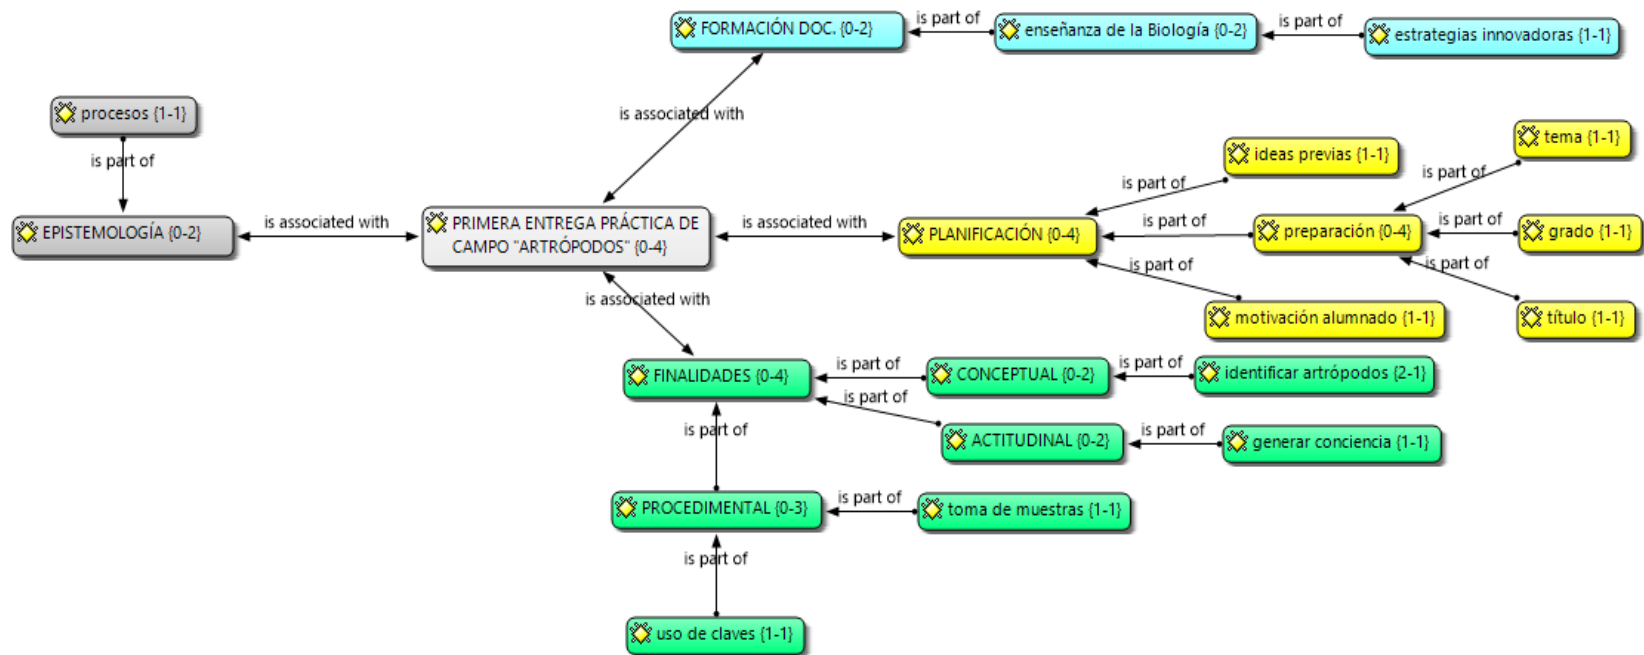 FORMACIÓN DOC. {0-2}
is part of
enseñanza de la Biología {0-2}
is part of
estrategias innovadoras {1-1}
procesos {1-1}
is associated with
is part of
tema {1-1}
ideas previas {1-1}
is part of
is part of
EPISTEMOLOGÍA {0-2}
is associated with
PRIMERA ENTREGA PRÁCTICA DE
CAMPO "ARTRÓPODOS" {0-4}
is associated with
PLANIFICACIÓN {0-4}
is part of
preparación {0-4}
is part of
grado {1-1}
is part of
is part of
is associated with
motivación alumnado {1-1}
título {1-1}
FINALIDADES {0-4}
is part of
CONCEPTUAL {0-2}
is part of
identificar artrópodos {2-1}
is part of
is part of
ACTITUDINAL {0-2}
is part of
generar conciencia {1-1}
PROCEDIMENTAL {0-3}
is part of
toma de muestras {1-1}
is part of
uso de claves {1-1}